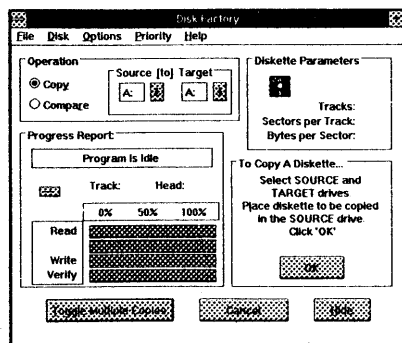 Disk Factory
File Disk Options Priority Help
Operation
Copy
Compare
Source [to] Target
A: A:
Diskette Parameters
Tracks:
Sectors per Track:
Bytes per Sector:
Progress Report:
Program Is Idle
Track: Head:
0% 50% 100%
Read
Write
Verify
To Copy A Diskette...
Select SOURCE and
TARGET drives
Place diskette to be copied
in the SOURCE drive.
Click 'OK'
OK
Toggle Multiple Copies Cancel Hide